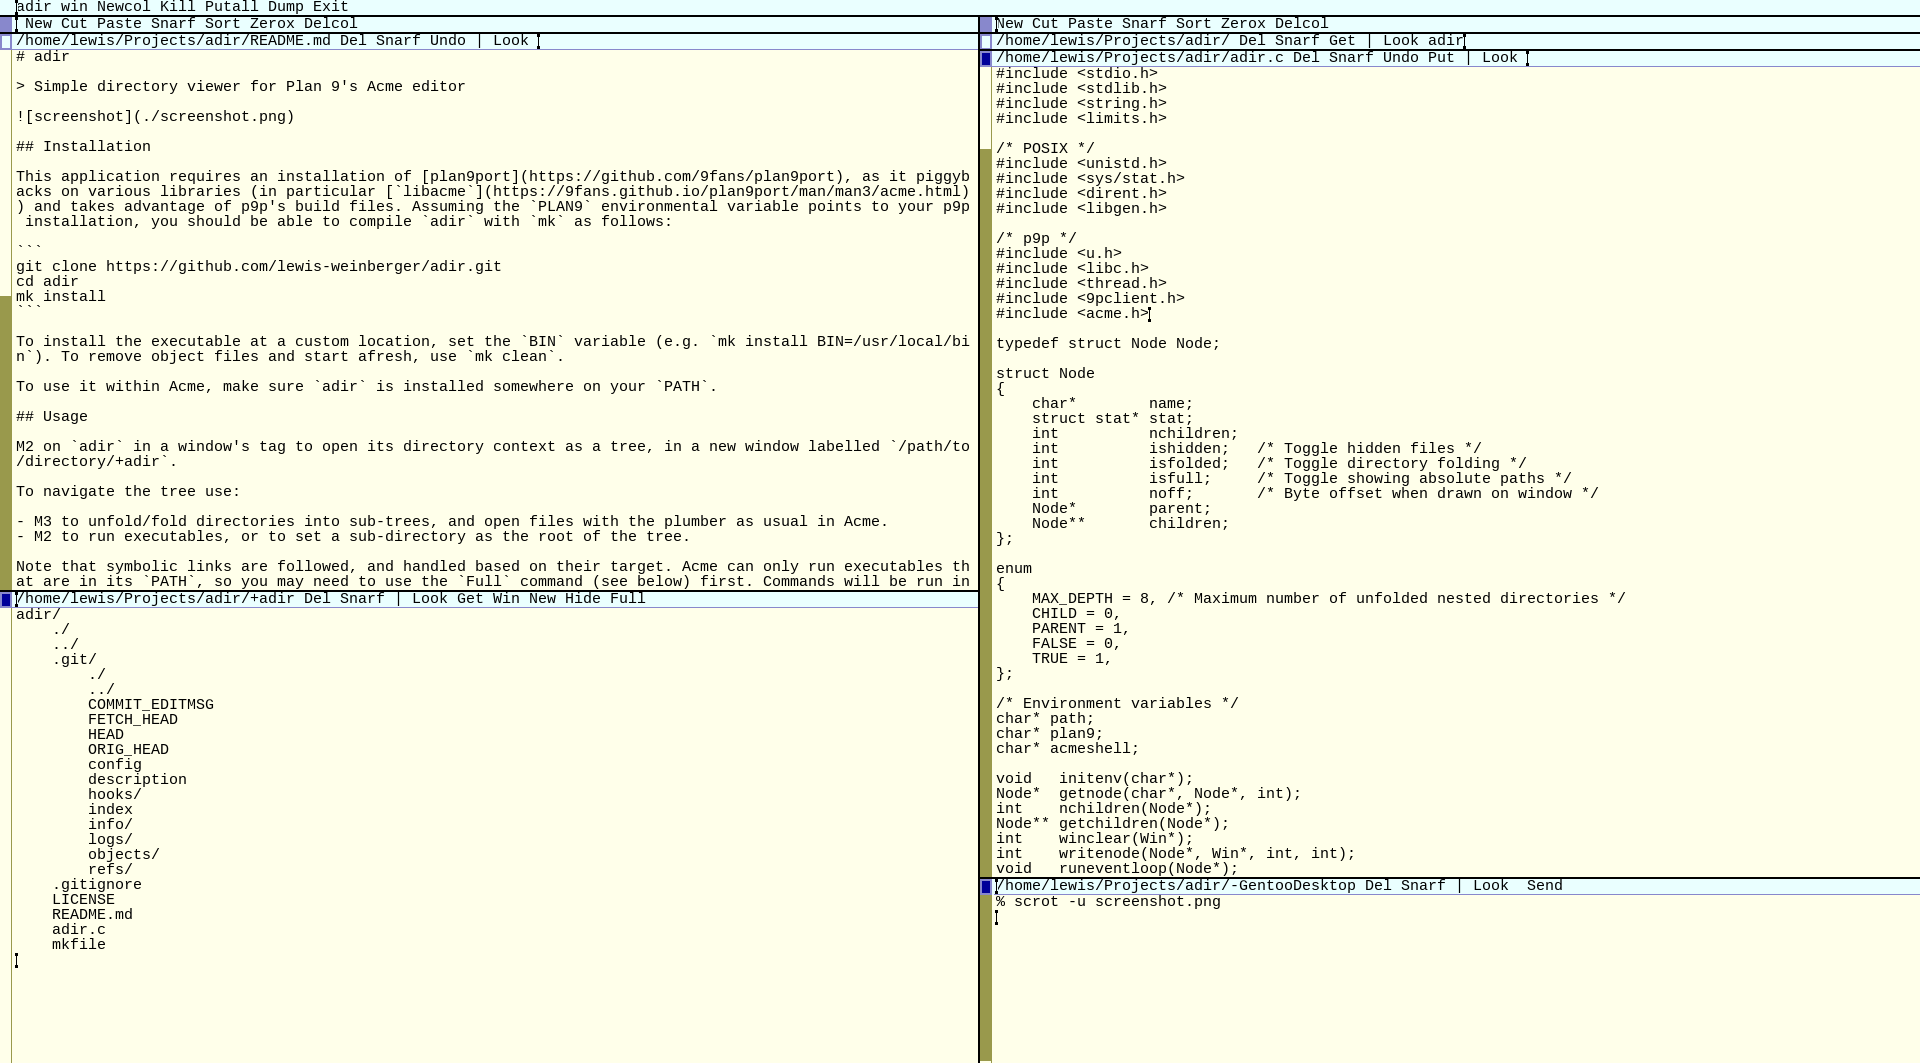 adir win Newcol Kill Putall Dump Exit
New Cut Paste Snarf Sort Zerox Delcol
/home/lewis/Projects/adir/README.md Del Snarf Undo | Look
# adir

> Simple directory viewer for Plan 9's Acme editor

![screenshot](./screenshot.png)

## Installation

This application requires an installation of [plan9port](https://github.com/9fans/plan9port), as it piggyb
acks on various libraries (in particular [`libacme`](https://9fans.github.io/plan9port/man/man3/acme.html)
) and takes advantage of p9p's build files. Assuming the `PLAN9` environmental variable points to your p9p
 installation, you should be able to compile `adir` with `mk` as follows:

```
git clone https://github.com/lewis-weinberger/adir.git
cd adir
mk install
```

To install the executable at a custom location, set the `BIN` variable (e.g. `mk install BIN=/usr/local/bi
n`). To remove object files and start afresh, use `mk clean`.

To use it within Acme, make sure `adir` is installed somewhere on your `PATH`.

## Usage

M2 on `adir` in a window's tag to open its directory context as a tree, in a new window labelled `/path/to
/directory/+adir`.

To navigate the tree use:

- M3 to unfold/fold directories into sub-trees, and open files with the plumber as usual in Acme.
- M2 to run executables, or to set a sub-directory as the root of the tree.

Note that symbolic links are followed, and handled based on their target. Acme can only run executables th
at are in its `PATH`, so you may need to use the `Full` command (see below) first. Commands will be run in
/home/lewis/Projects/adir/+adir Del Snarf | Look Get Win New Hide Full
adir/
    ./
    ../
    .git/
        ./
        ../
        COMMIT_EDITMSG
        FETCH_HEAD
        HEAD
        ORIG_HEAD
        config
        description
        hooks/
        index
        info/
        logs/
        objects/
        refs/
    .gitignore
    LICENSE
    README.md
    adir.c
    mkfile
New Cut Paste Snarf Sort Zerox Delcol
/home/lewis/Projects/adir/ Del Snarf Get | Look adir
/home/lewis/Projects/adir/adir.c Del Snarf Undo Put | Look
#include <stdio.h>
#include <stdlib.h>
#include <string.h>
#include <limits.h>

/* POSIX */
#include <unistd.h>
#include <sys/stat.h>
#include <dirent.h>
#include <libgen.h>

/* p9p */
#include <u.h>
#include <libc.h>
#include <thread.h>
#include <9pclient.h>
#include <acme.h>

typedef struct Node Node;

struct Node
{
    char*        name;
    struct stat* stat;
    int          nchildren;
    int          ishidden;   /* Toggle hidden files */
    int          isfolded;   /* Toggle directory folding */
    int          isfull;     /* Toggle showing absolute paths */
    int          noff;       /* Byte offset when drawn on window */
    Node*        parent;
    Node**       children;
};

enum
{
    MAX_DEPTH = 8, /* Maximum number of unfolded nested directories */
    CHILD = 0,
    PARENT = 1,
    FALSE = 0,
    TRUE = 1,
};

/* Environment variables */
char* path;
char* plan9;
char* acmeshell;

void   initenv(char*);
Node*  getnode(char*, Node*, int);
int    nchildren(Node*);
Node** getchildren(Node*);
int    winclear(Win*);
int    writenode(Node*, Win*, int, int);
void   runeventloop(Node*);
/home/lewis/Projects/adir/-GentooDesktop Del Snarf | Look  Send
% scrot -u screenshot.png